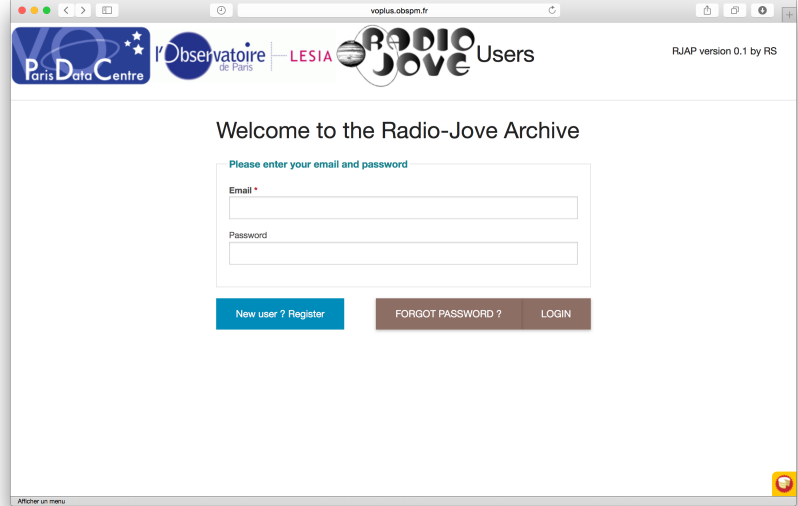 voplus.obspm.fr
VO
Paris Data Centre
l'Observatoire
de Paris
LESIA
RADIO
JOVE
Users
RJAP version 0.1 by RS
Welcome to the Radio-Jove Archive
Please enter your email and password
Email *
Password
New user ? Register
FORGOT PASSWORD ?
LOGIN
Afficher un menu